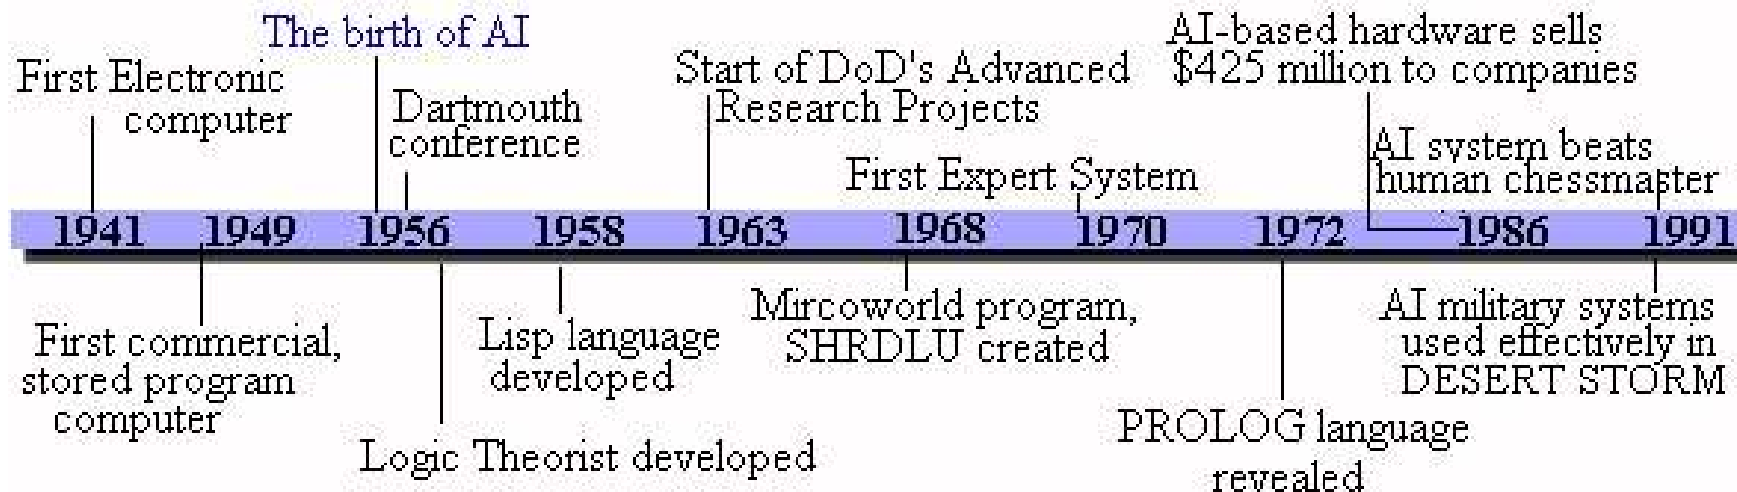 The birth of AI
First Electronic
computer
Dartmouth
conference
Start of DoD's Advanced
Research Projects
First Expert System
AI-based hardware sells
$425 million to companies
AI system beats
human chessmaster
1941 1949 1956 1958 1963 1968 1970 1972 1986 1991
First commercial,
stored program
computer
Logic Theorist developed
Lisp language
developed
Mircoworld program,
SHRDLU created
PROLOG language
revealed
AI military systems
used effectively in
DESERT STORM